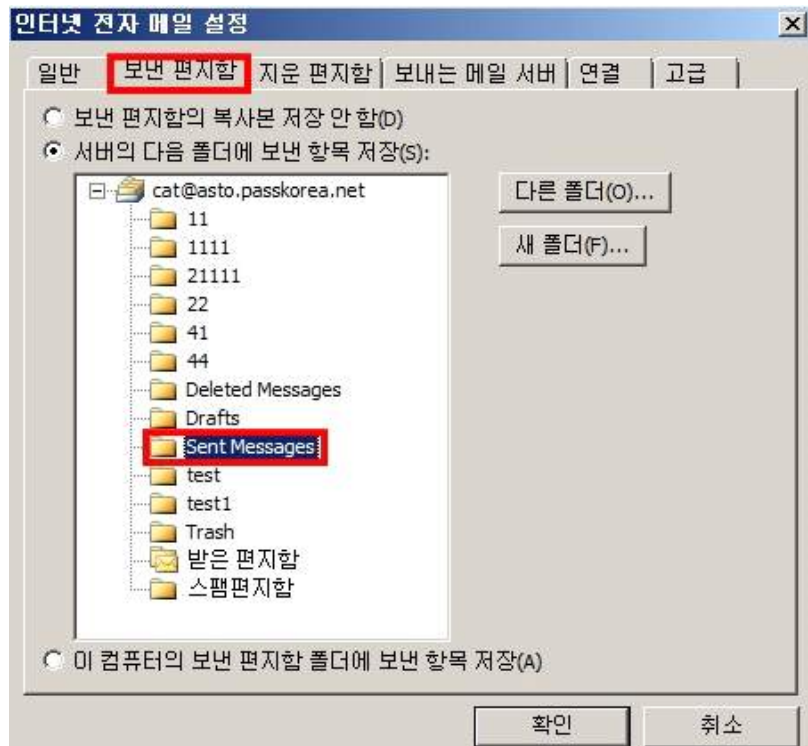 인터넷 전자 메일 설정
일반 보낸 편지함 지운 편지함 보내는 메일 서버 연결 고급
보낸 편지함의 복사본 저장 안 함(D)
서버의 다음 폴더에 보낸 항목 저장(S):
cat@asto.passkorea.net
다른 폴더(O)...
11
새 폴더(F)...
1111
21111
22
41
44
Deleted Messages
Drafts
Sent Messages
test
test1
Trash
받은 편지함
스팸편지함
이 컴퓨터의 보낸 편지함 폴더에 보낸 항목 저장(A)
확인 취소